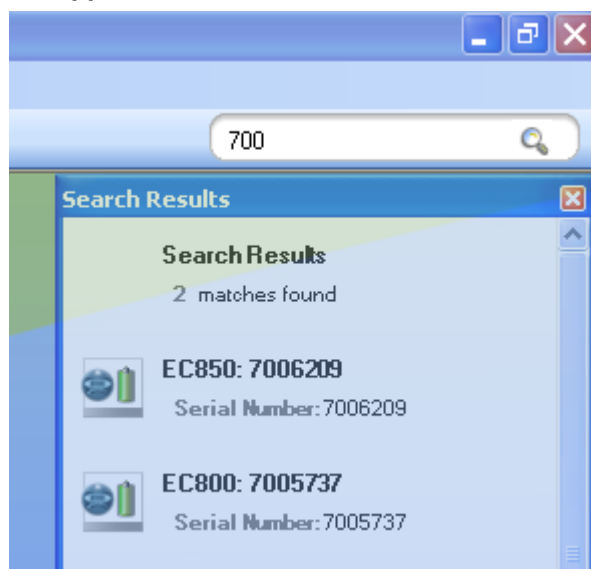 700
Search Results
Search Results
2 matches found
EC850: 7006209
Serial Number:7006209
EC800: 7005737
Serial Number:7005737